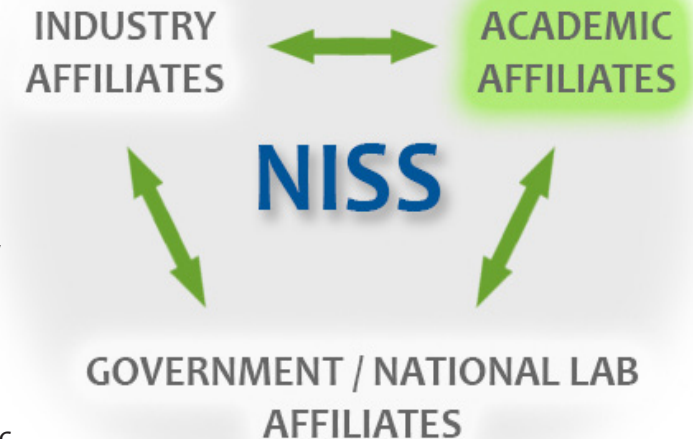 INDUSTRY
AFFILIATES
ACADEMIC
AFFILIATES
NISS
GOVERNMENT / NATIONAL LAB
AFFILIATES